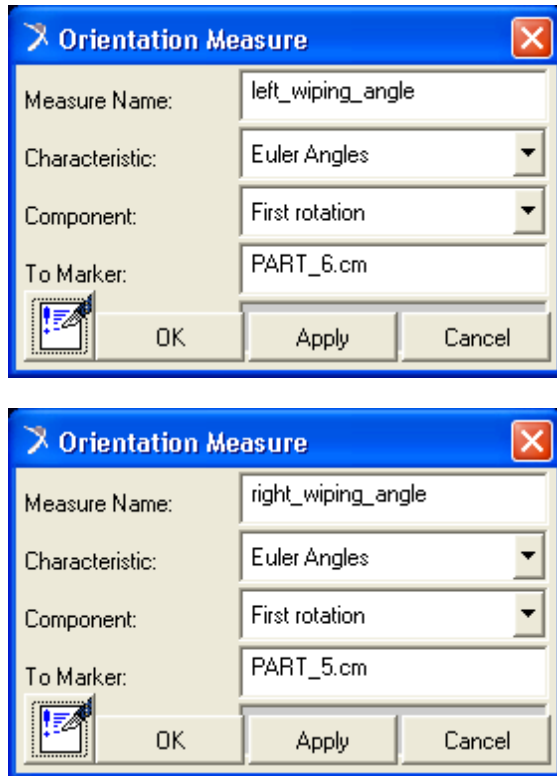 Orientation Measure
Measure Name: left_wiping_angle
Characteristic: Euler Angles
Component: First rotation
To Marker: PART_6.cm
OK Apply Cancel
Orientation Measure
Measure Name: right_wiping_angle
Characteristic: Euler Angles
Component: First rotation
To Marker: PART_5.cm
OK Apply Cancel